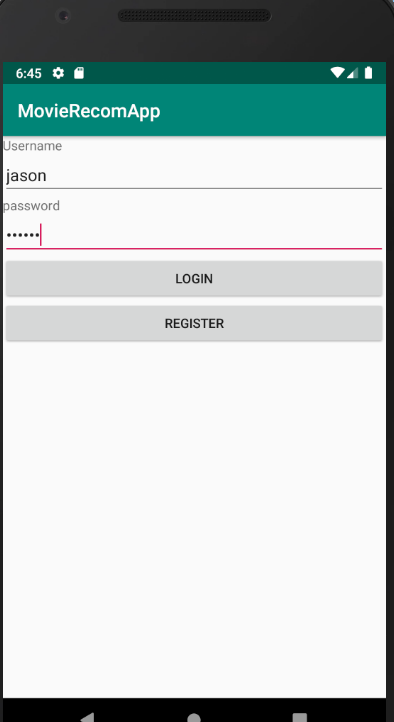 6:45
MovieRecomApp
Username
jason
password
••••••
LOGIN
REGISTER